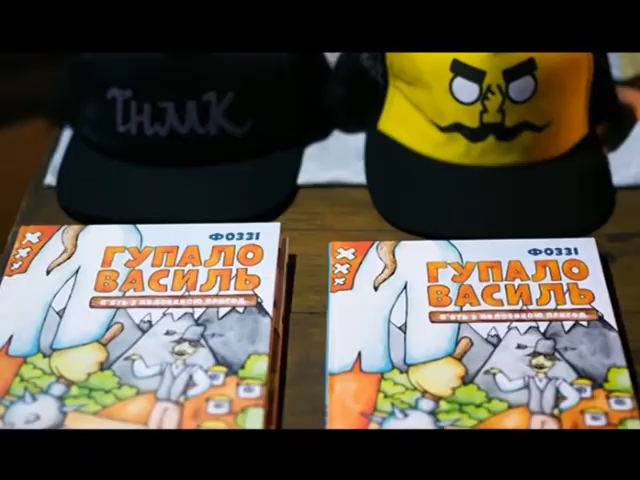 ТНМК
ФОЗЗІ
ГУПАЛО
ВАСИЛЬ
П'ять з половиною пригод
ФОЗЗІ
ГУПАЛО
ВАСИЛЬ
П'ять з половиною пригод